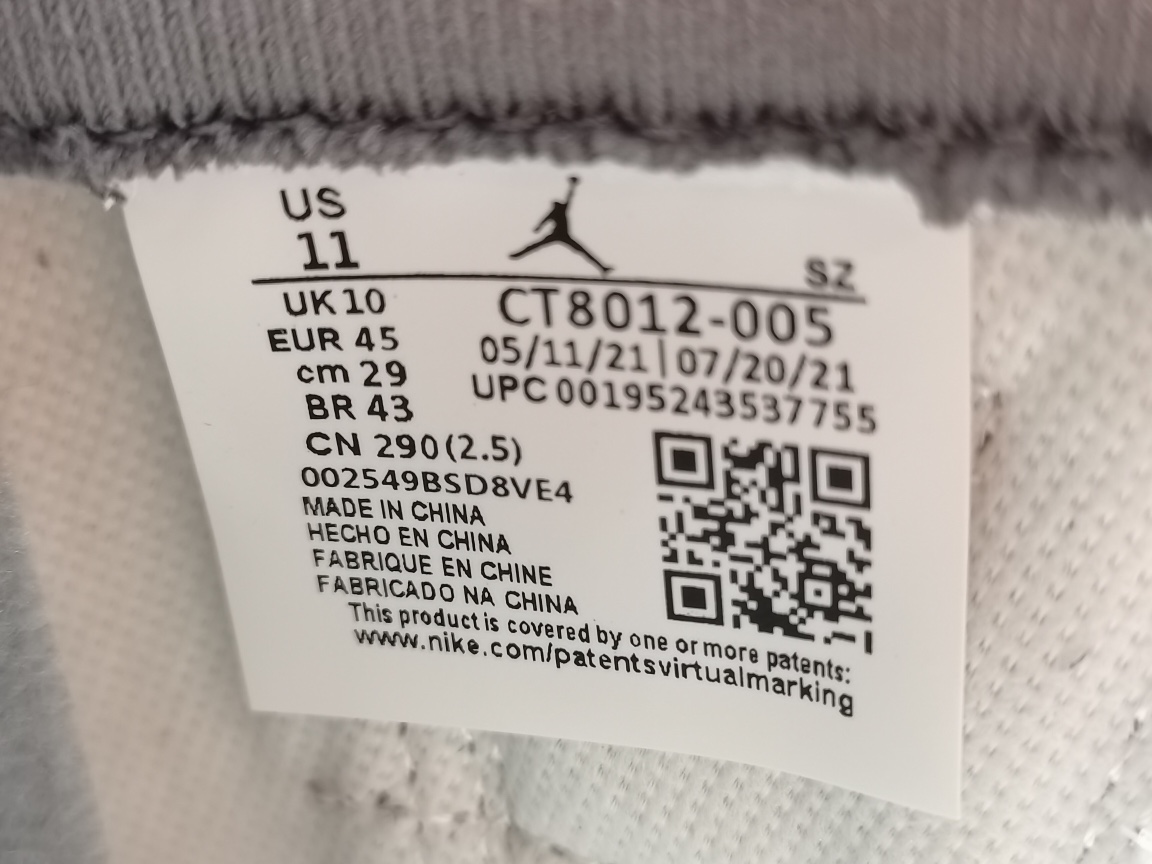 US
11
SZ
UK 10
EUR 45
cm 29
BR 43
CN 290(2.5)
CT8012-005
05/11/21|07/20/21
UPC 00195243537755
002549BSD8VE4
MADE IN CHINA
HECHO EN CHINA
FABRIQUE EN CHINE
FABRICADO NA CHINA
This product is covered by one or more patents:
www.nike.com/patentsvirtualmarking